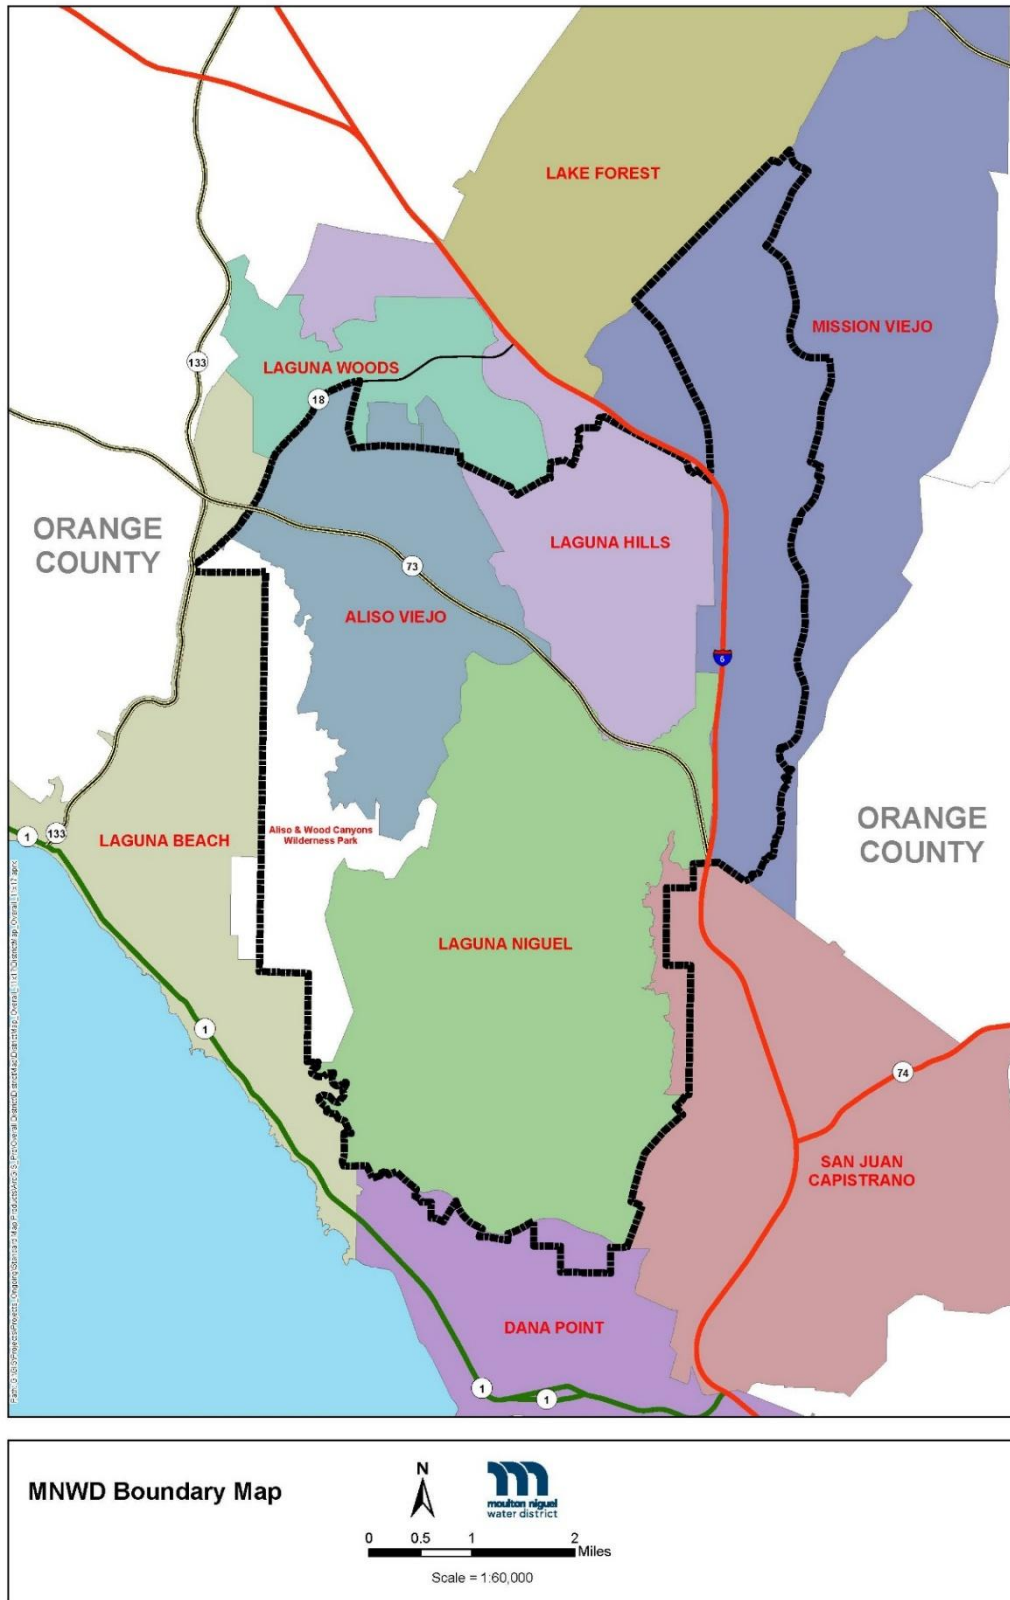 LAKE FOREST
MISSION VIEJO
133
LAGUNA WOODS
18
ORANGE
COUNTY
LAGUNA HILLS
73
ALISO VIEJO
ORANGE
COUNTY
1
133
LAGUNA BEACH
Aliso & Wood Canyons
Wilderness Park
LAGUNA NIGUEL
1
74
SAN JUAN
CAPISTRANO
DANA POINT
1
1
MNWD Boundary Map
N
moulton niguel
water district
0 0.5 1 2
Miles
Scale = 1:60,000